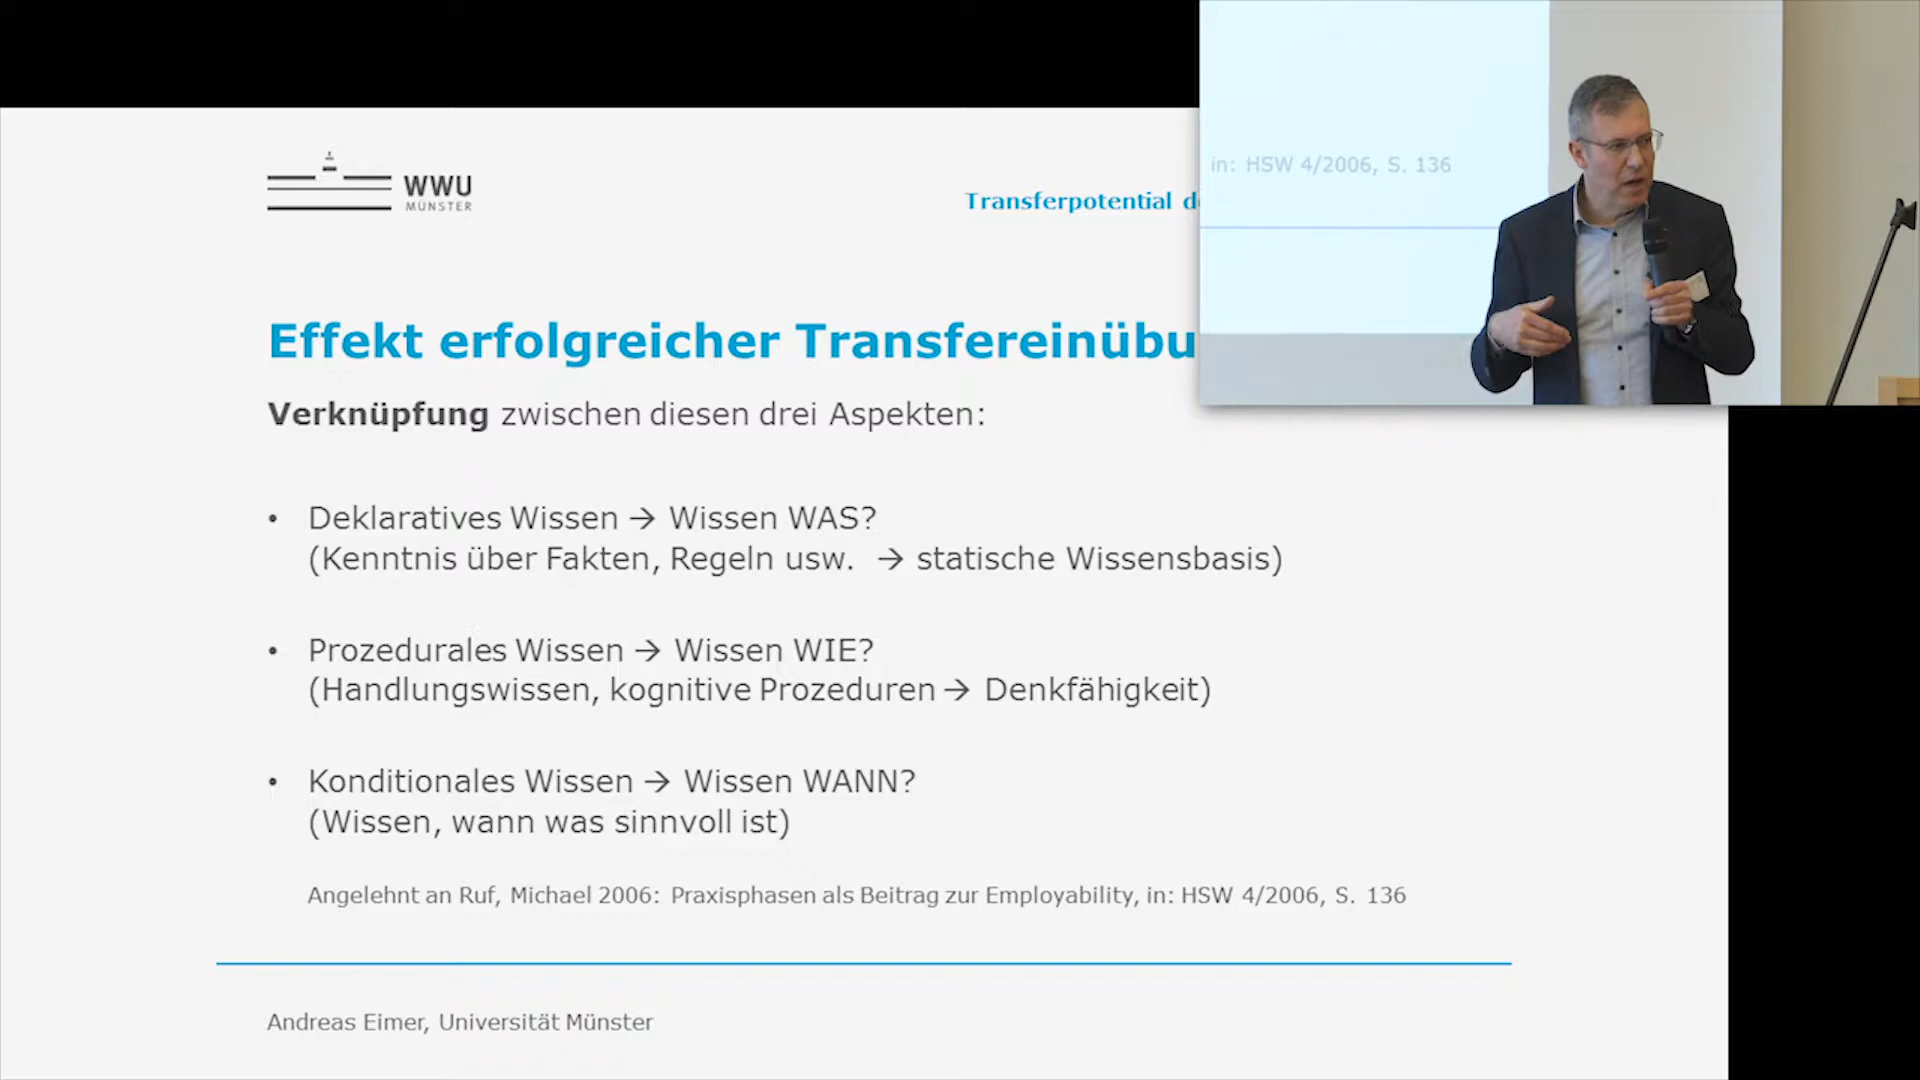 WWU
MÜNSTER
Transferpotential
in: HSW 4/2006, S. 136
Effekt erfolgreicher Transfereinübu
Verknüpfung zwischen diesen drei Aspekten:
• Deklaratives Wissen → Wissen WAS?
(Kenntnis über Fakten, Regeln usw. → statische Wissensbasis)
• Prozedurales Wissen → Wissen WIE?
(Handlungswissen, kognitive Prozeduren → Denkfähigkeit)
• Konditionales Wissen → Wissen WANN?
(Wissen, wann was sinnvoll ist)
Angelehnt an Ruf, Michael 2006: Praxisphasen als Beitrag zur Employability, in: HSW 4/2006, S. 136
Andreas Eimer, Universität Münster